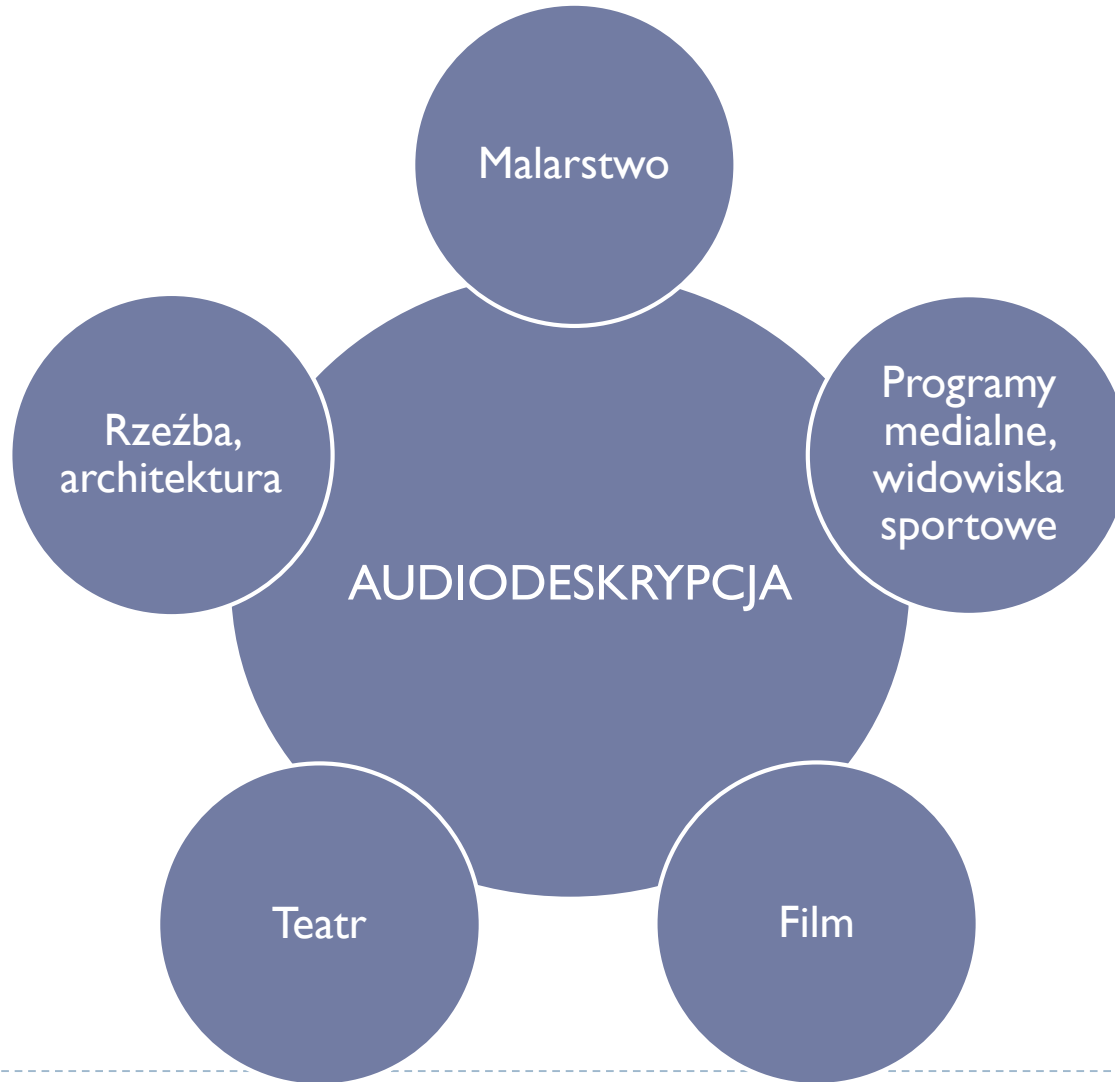 Malarstwo
Rzeźba,
architektura
Programy
medialne,
widowiska
sportowe
AUDIODESKRYPCJA
Teatr
Film